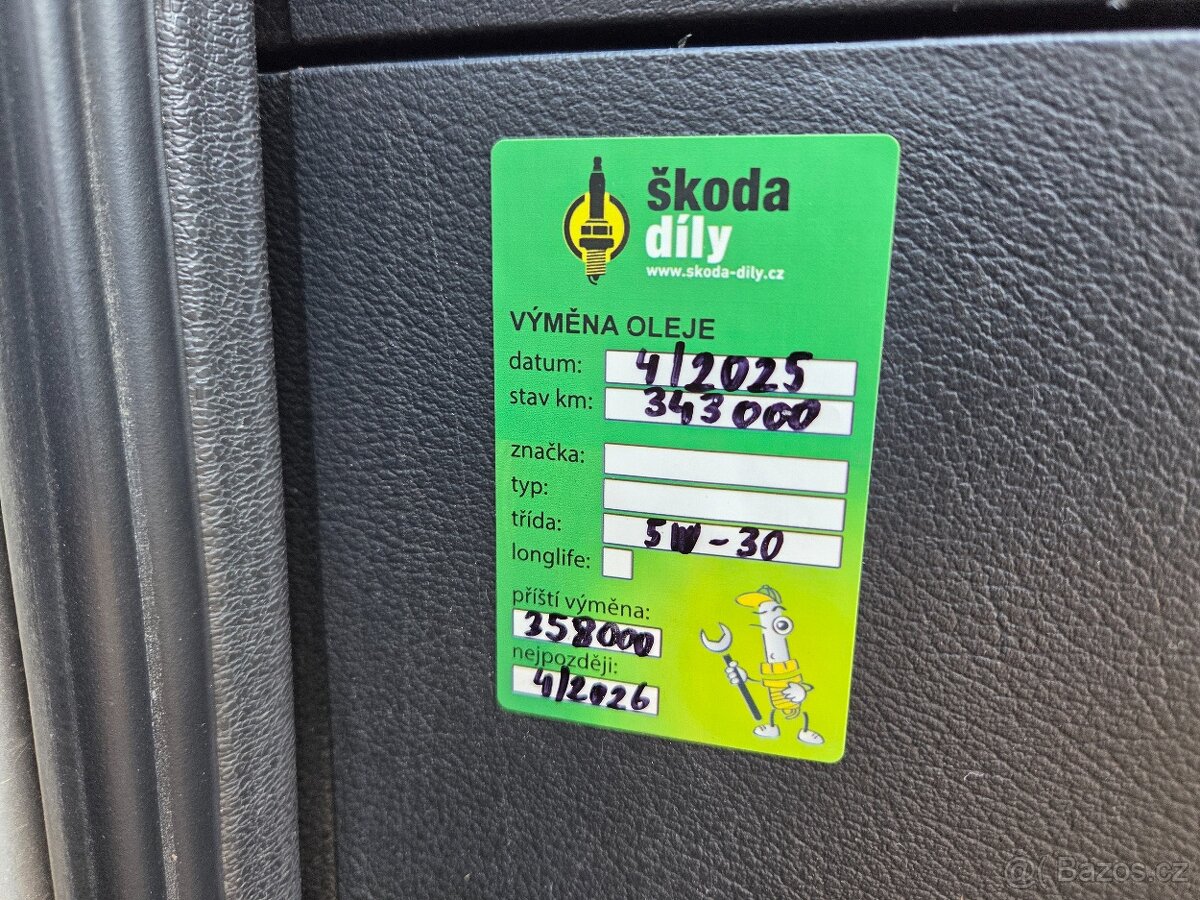 škoda
díly
www.skoda-dily.cz
VÝMĚNA OLEJE
datum: 4/2025
stav km: 343000
značka:
typ:
třída: 5W-30
longlife:
příští výměna:
358000
nejpozději:
4/2026
@ Bazos.cz